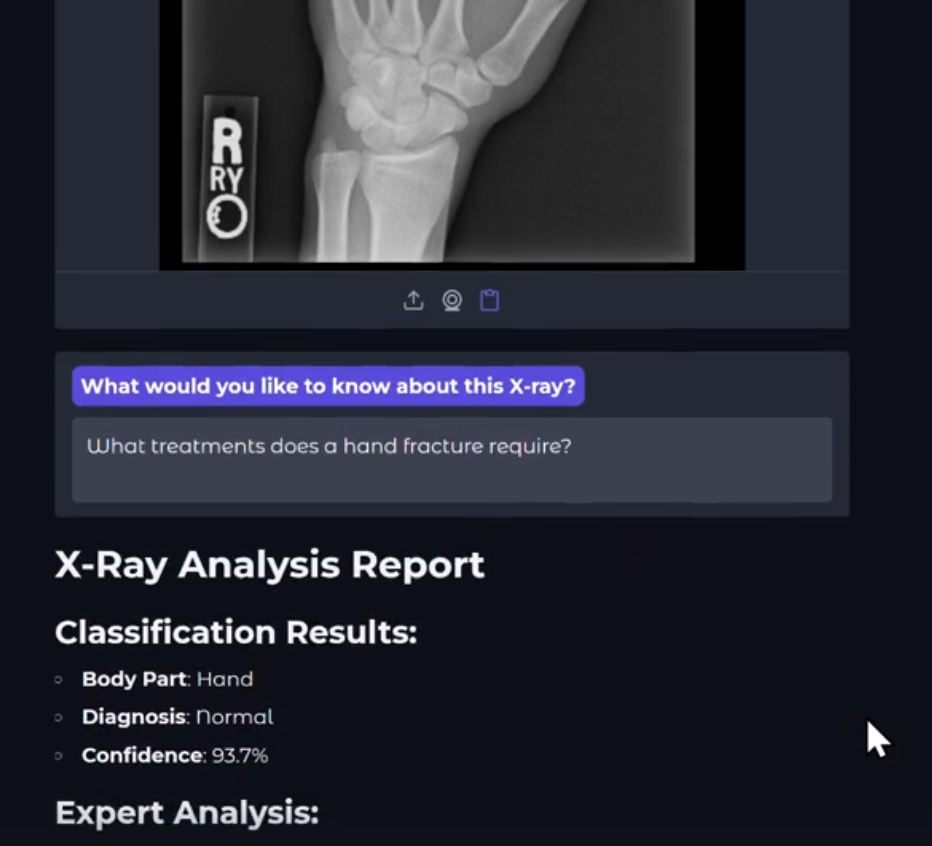 R
RY
What would you like to know about this X-ray?
What treatments does a hand fracture require?
X-Ray Analysis Report
Classification Results:
Body Part: Hand
Diagnosis: Normal
Confidence: 93.7%
Expert Analysis: